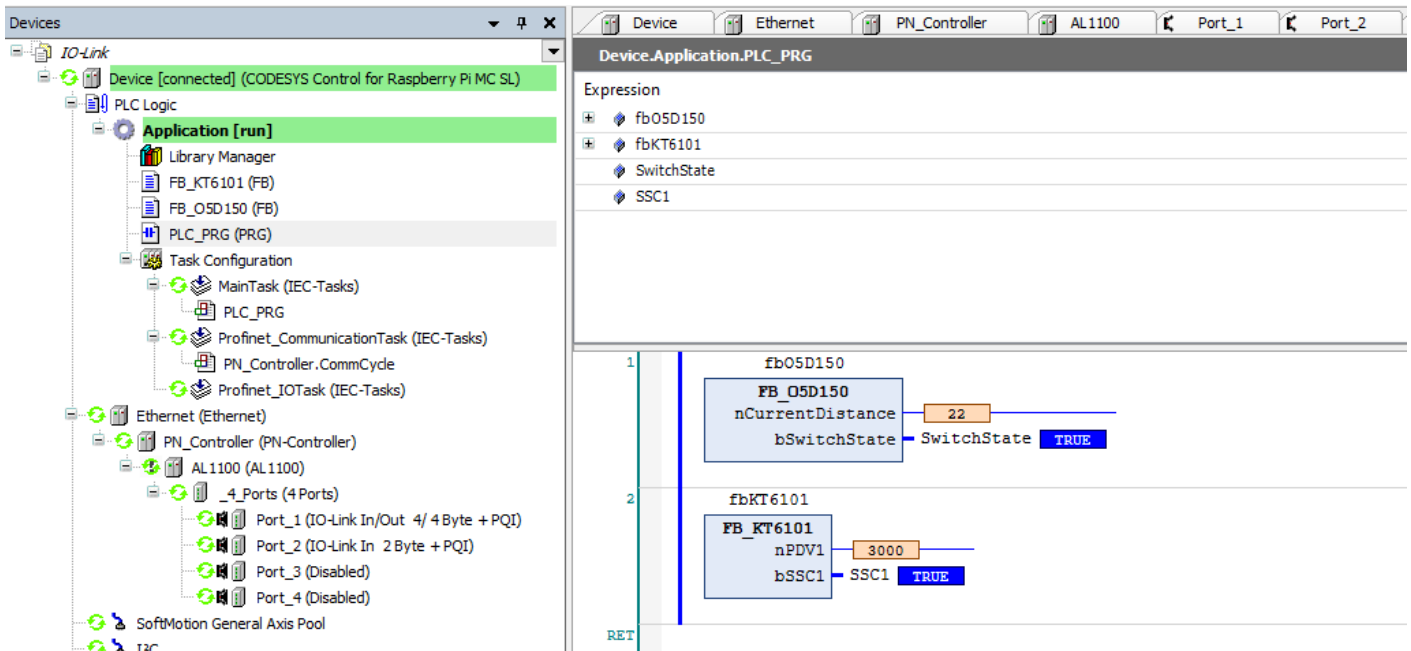 Devices
IO-Link
Device [connected] (CODESYS Control for Raspberry Pi MC SL)
PLC Logic
Application [run]
Library Manager
FB_KT6101 (FB)
FB_O5D150 (FB)
PLC_PRG (PRG)
Task Configuration
MainTask (IEC-Tasks)
PLC_PRG
Profinet_CommunicationTask (IEC-Tasks)
PN_Controller.CommCycle
Profinet_IOTask (IEC-Tasks)
Ethernet (Ethernet)
PN_Controller (PN-Controller)
AL1100 (AL1100)
_4_Ports (4 Ports)
Port_1 (IO-Link In/Out 4/ 4 Byte + PQI)
Port_2 (IO-Link In 2 Byte + PQI)
Port_3 (Disabled)
Port_4 (Disabled)
SoftMotion General Axis Pool
I²C
Device Ethernet PN_Controller AL1100 Port_1 Port_2
Device.Application.PLC_PRG
Expression
fbO5D150
fbKT6101
SwitchState
SSC1
1 fbO5D150
FB_O5D150
nCurrentDistance 22
bSwitchState SwitchState TRUE
2 fbKT6101
FB_KT6101
nPDV1 3000
bSSC1 SSC1 TRUE
RET